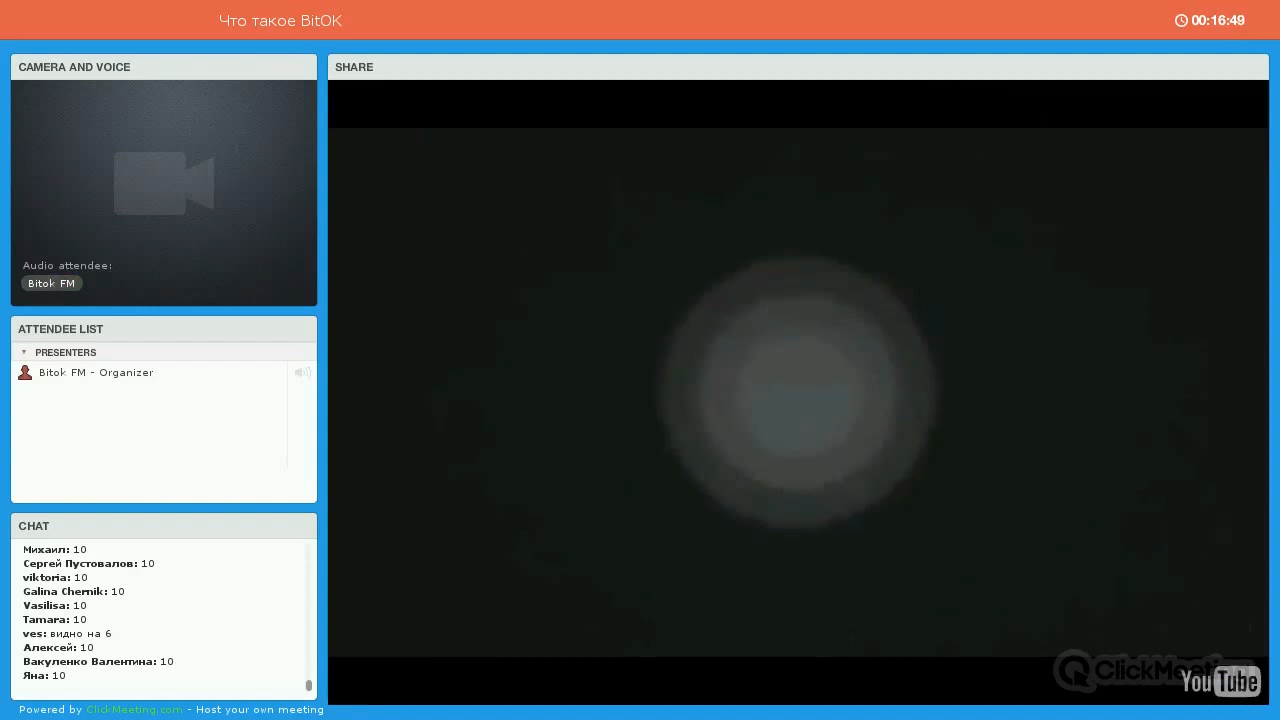 Что такое BitOK
00:16:49
CAMERA AND VOICE
Audio attendee:
Bitok FM
ATTENDEE LIST
PRESENTERS
Bitok FM - Organizer
CHAT
Михаил: 10
Сергей Пустовалов: 10
viktoria: 10
Galina Chernik: 10
Vasilisa: 10
Tamara: 10
ves: видно на 6
Алексей: 10
Вакуленко Валентина: 10
Яна: 10
Powered by ClickMeeting.com - Host your own meeting
SHARE
ClickMeeting
YouTube